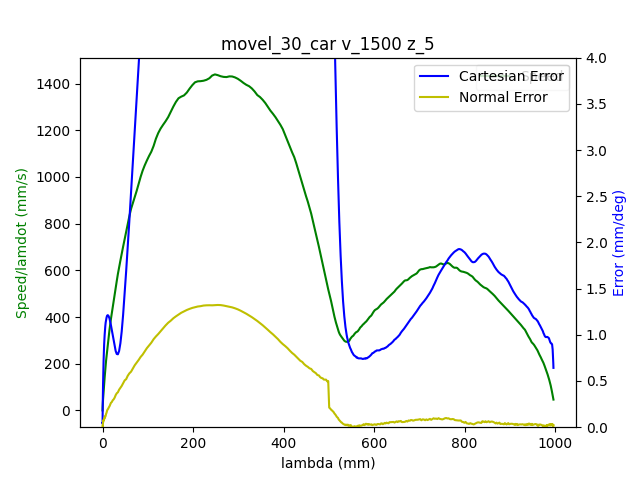 movel_30_car v_1500 z_5
Cartesian Error
Normal Error
1400
1200
1000
800
600
400
200
0
4.0
3.5
3.0
2.5
2.0
1.5
1.0
0.5
0.0
Speed/lamdot (mm/s)
Error (mm/deg)
0 200 400 600 800 1000
lambda (mm)